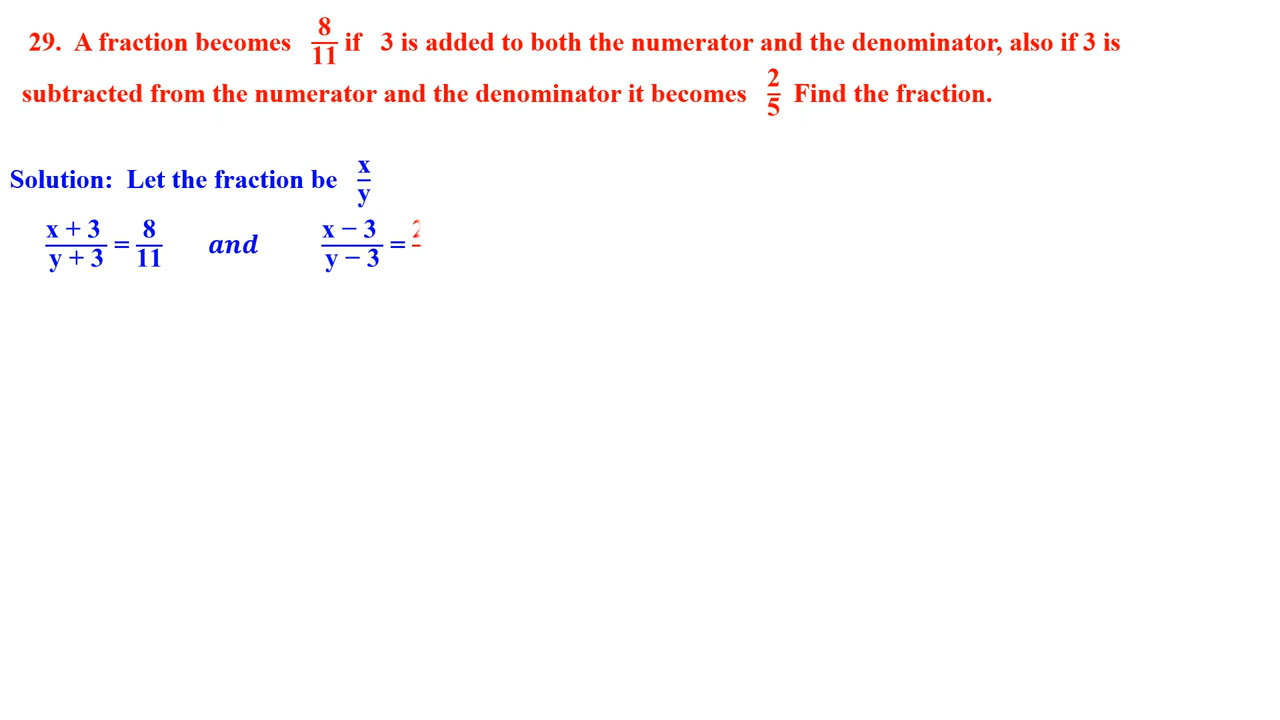 29. A fraction becomes 8/11 if 3 is added to both the numerator and the denominator, also if 3 is
subtracted from the numerator and the denominator it becomes 2/5 Find the fraction.
Solution: Let the fraction be x/y
(x + 3)/(y + 3) = 8/11 and (x − 3)/(y − 3) =